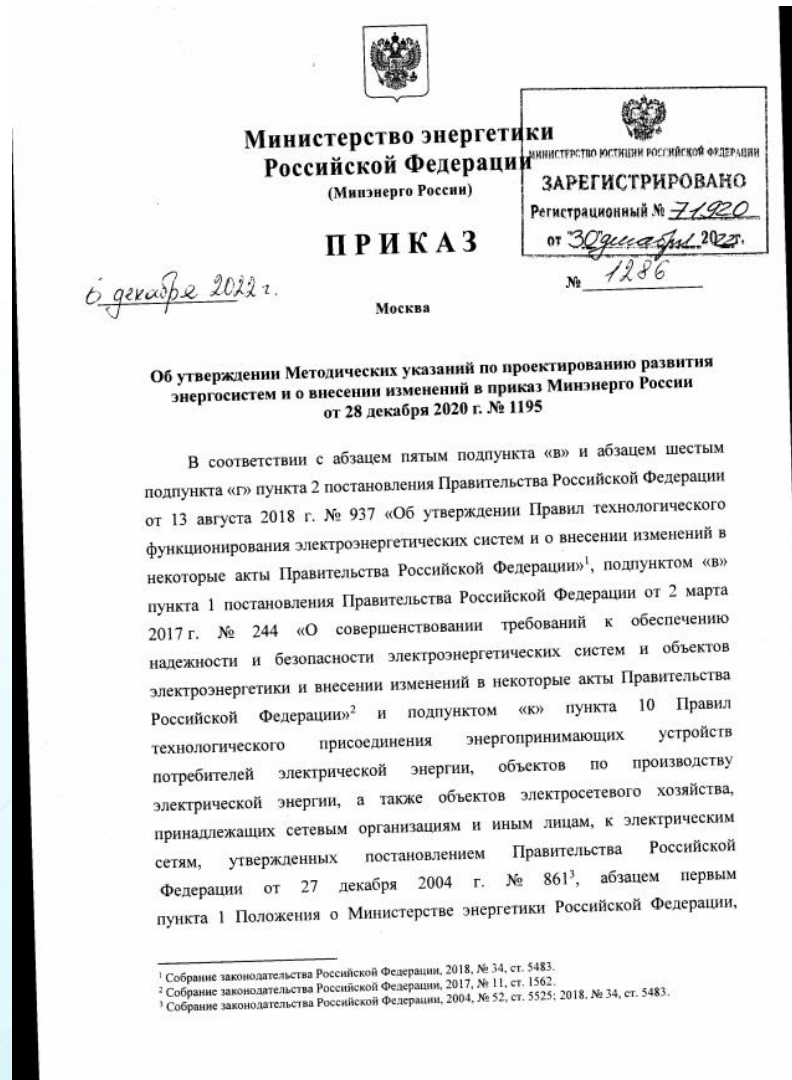 Министерство энергетики
Российской Федерации
(Минэнерго России)
ПРИКАЗ
МИНИСТЕРСТВО ЮСТИЦИИ РОССИЙСКОЙ ФЕДЕРАЦИИ
ЗАРЕГИСТРИРОВАНО
Регистрационный № 71920
от "30" декабря 2022г.
6 декабря 2022 г.
№ 1286
Москва
Об утверждении Методических указаний по проектированию развития
энергосистем и о внесении изменений в приказ Минэнерго России
от 28 декабря 2020 г. № 1195
В соответствии с абзацем пятым подпункта «в» и абзацем шестым
подпункта «г» пункта 2 постановления Правительства Российской Федерации
от 13 августа 2018 г. № 937 «Об утверждении Правил технологического
функционирования электроэнергетических систем и о внесении изменений в
некоторые акты Правительства Российской Федерации»¹, подпунктом «в»
пункта 1 постановления Правительства Российской Федерации от 2 марта
2017 г. № 244 «О совершенствовании требований к обеспечению
надежности и безопасности электроэнергетических систем и объектов
электроэнергетики и внесении изменений в некоторые акты Правительства
Российской Федерации»² и подпунктом «к» пункта 10 Правил
технологического присоединения энергопринимающих устройств
потребителей электрической энергии, объектов по производству
электрической энергии, а также объектов электросетевого хозяйства,
принадлежащих сетевым организациям и иным лицам, к электрическим
сетям, утвержденных постановлением Правительства Российской
Федерации от 27 декабря 2004 г. № 861³, абзацем первым
пункта 1 Положения о Министерстве энергетики Российской Федерации,
¹ Собрание законодательства Российской Федерации, 2018, № 34, ст. 5483.
² Собрание законодательства Российской Федерации, 2017, № 11, ст. 1562.
³ Собрание законодательства Российской Федерации, 2004, № 52, ст. 5525; 2018, № 34, ст. 5483.